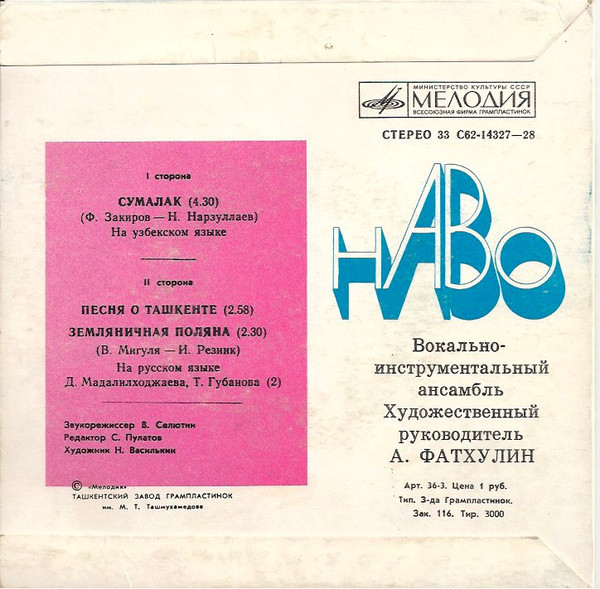 МИНИСТЕРСТВО КУЛЬТУРЫ СССР
МЕЛОДИЯ
ВСЕСОЮЗНАЯ ФИРМА ГРАМПЛАСТИНОК
СТЕРЕО 33 С62-14327—28
I сторона
СУМАЛАК (4.30)
(Ф. Закиров — Н. Нарзуллаев)
На узбекском языке
II сторона
ПЕСНЯ О ТАШКЕНТЕ (2.58)
ЗЕМЛЯНИЧНАЯ ПОЛЯНА (2.30)
(В. Мигуля — И. Резник)
На русском языке
Д. Мадалилходжаева, Т. Губанова (2)
Звукорежиссер В. Селютин
Редактор С. Пулатов
Художник Н. Василькин
© «Мелодия»
ТАШКЕНТСКИЙ ЗАВОД ГРАМПЛАСТИНОК
им. М. Т. Ташмухамедова
НАВО
Вокально-
инструментальный
ансамбль
Художественный
руководитель
А. ФАТХУЛИН
Арт. 36-3. Цена 1 руб.
Тип. З-да Грампластинок.
Зак. 116. Тир. 3000